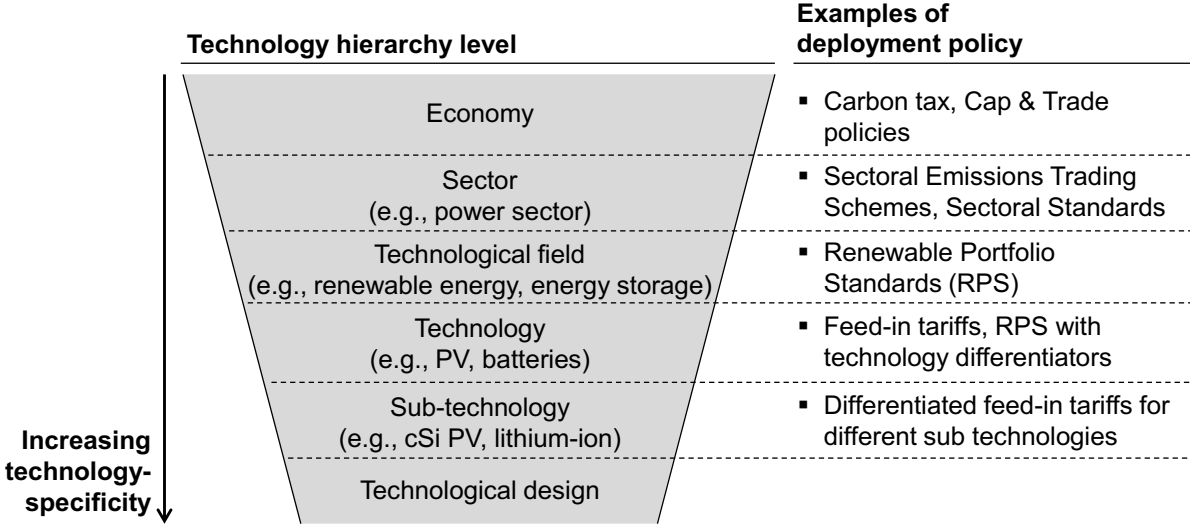 Technology hierarchy level
Examples of
deployment policy
Economy
▪ Carbon tax, Cap & Trade
policies
Sector
(e.g., power sector)
▪ Sectoral Emissions Trading
Schemes, Sectoral Standards
Technological field
(e.g., renewable energy, energy storage)
▪ Renewable Portfolio
Standards (RPS)
Technology
(e.g., PV, batteries)
▪ Feed-in tariffs, RPS with
technology differentiators
Sub-technology
(e.g., cSi PV, lithium-ion)
▪ Differentiated feed-in tariffs for
different sub technologies
Technological design
Increasing
technology-
specificity